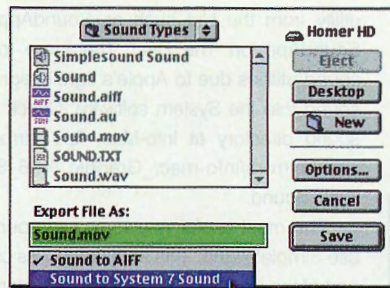 Sound Types
Homer HD
Simplesound Sound
Sound
Sound.aiff
Sound.au
Sound.mov
SOUND.TXT
Sound.wav
Eject
Desktop
New
Options...
Cancel
Save
Export File As:
Sound.mov
✓ Sound to AIFF
Sound to System 7 Sound